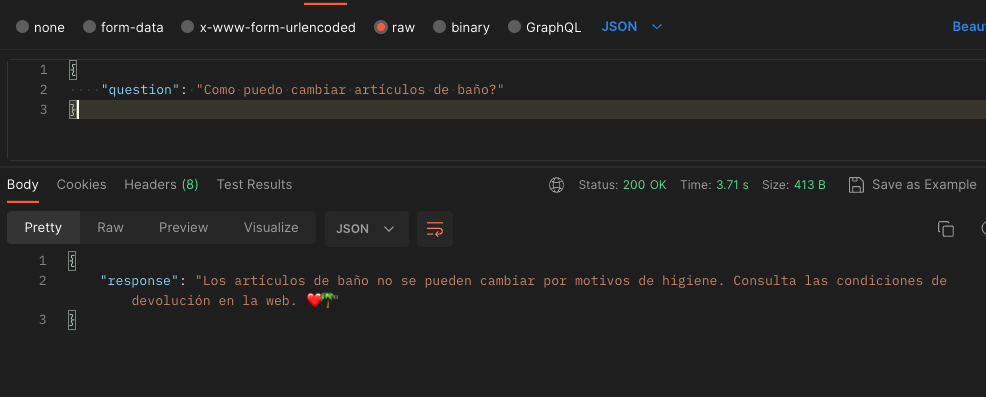 none form-data x-www-form-urlencoded raw binary GraphQL JSON Beau
1 {
2 "question": "Como puedo cambiar artículos de baño?"
3 }
Body Cookies Headers (8) Test Results Status: 200 OK Time: 3.71 s Size: 413 B Save as Example
Pretty Raw Preview Visualize JSON
1 {
2 "response": "Los artículos de baño no se pueden cambiar por motivos de higiene. Consulta las condiciones de
devolución en la web. ❤️🌴"
3 }